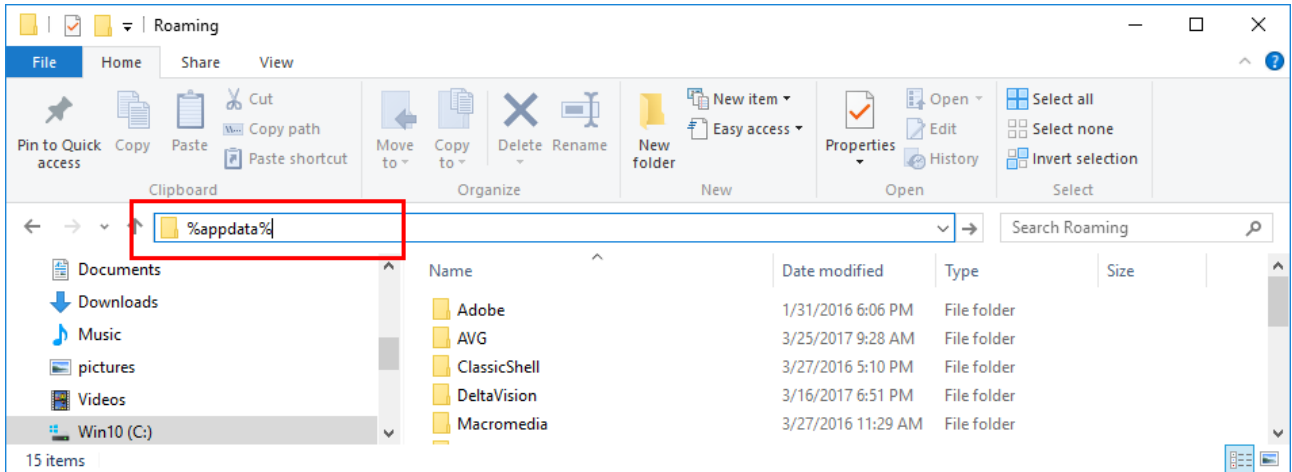 Roaming
File Home Share View
Pin to Quick access
Copy
Paste
Cut
Copy path
Paste shortcut
Clipboard
Move to
Copy to
Delete
Rename
Organize
New folder
New item
Easy access
New
Properties
Open
Edit
History
Open
Select all
Select none
Invert selection
Select
%appdata%
Search Roaming
Documents
Downloads
Music
pictures
Videos
Win10 (C:)
Name Date modified Type Size
Adobe 1/31/2016 6:06 PM File folder
AVG 3/25/2017 9:28 AM File folder
ClassicShell 3/27/2016 5:10 PM File folder
DeltaVision 3/16/2017 6:51 PM File folder
Macromedia 3/27/2016 11:29 AM File folder
15 items